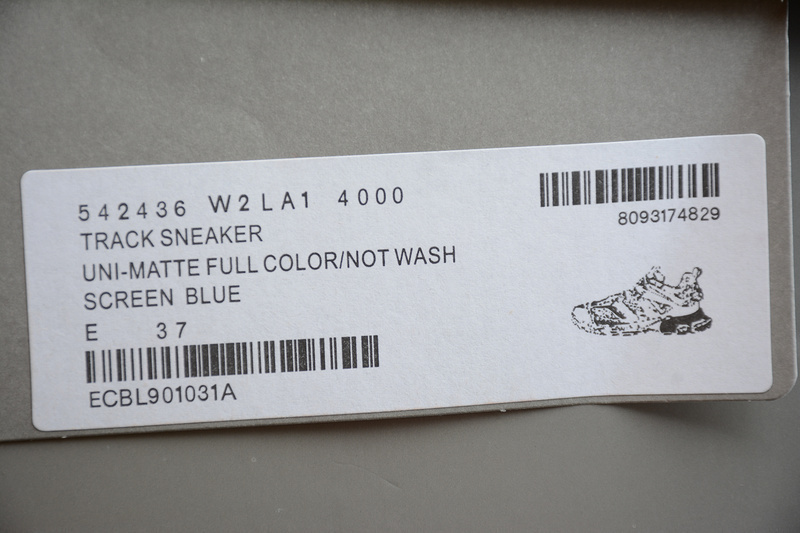 542436 W2LA1 4000
8093174829
TRACK SNEAKER
UNI-MATTE FULL COLOR/NOT WASH
SCREEN BLUE
E 37
ECBL901031A